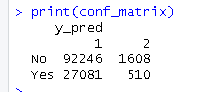 > print(conf_matrix)
y_pred
1 2
No 92246 1608
Yes 27081 510